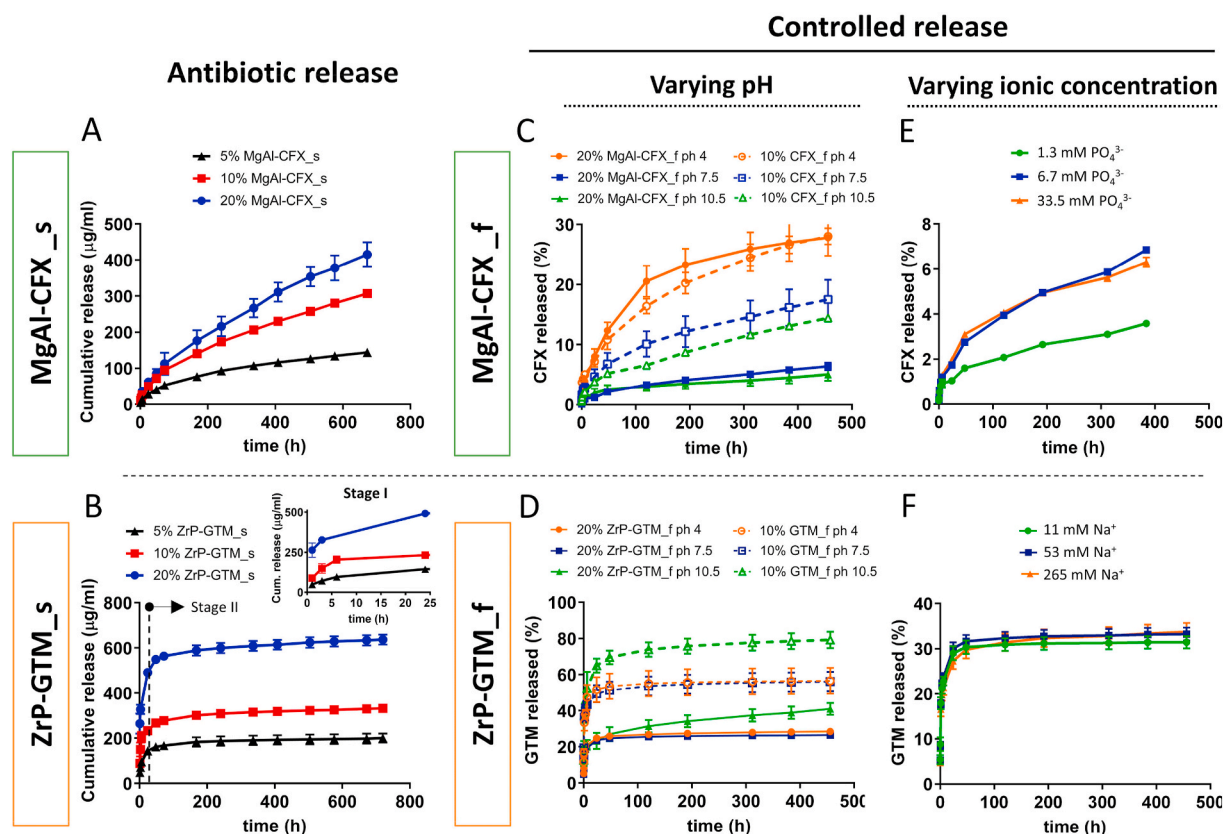 Controlled release
Antibiotic release
Varying pH
Varying ionic concentration
MgAl-CFX_s
A
5% MgAl-CFX_s
10% MgAl-CFX_s
20% MgAl-CFX_s
Cumulative release (µg/ml)
500
400
300
200
100
0
0 200 400 600 800
time (h)
MgAl-CFX_f
C
20% MgAl-CFX_f ph 4
20% MgAl-CFX_f ph 7.5
20% MgAl-CFX_f ph 10.5
10% CFX_f ph 4
10% CFX_f ph 7.5
10% CFX_f ph 10.5
CFX released (%)
30
20
10
0
0 100 200 300 400 500
time (h)
E
1.3 mM PO₄³⁻
6.7 mM PO₄³⁻
33.5 mM PO₄³⁻
CFX released (%)
8
6
4
2
0
0 100 200 300 400 500
time (h)
ZrP-GTM_s
B
5% ZrP-GTM_s
10% ZrP-GTM_s
20% ZrP-GTM_s
Stage I
Cum. release (µg/ml)
500
250
0
0 5 10 15 20 25
time (h)
Stage II
Cumulative release (µg/ml)
800
600
400
200
0
0 200 400 600 800
time (h)
ZrP-GTM_f
D
20% ZrP-GTM_f ph 4
20% ZrP-GTM_f ph 7.5
20% ZrP-GTM_f ph 10.5
10% GTM_f ph 4
10% GTM_f ph 7.5
10% GTM_f ph 10.5
GTM released (%)
100
80
60
40
20
0
0 100 200 300 400 500
time (h)
F
11 mM Na⁺
53 mM Na⁺
265 mM Na⁺
GTM released (%)
40
30
20
10
0
0 100 200 300 400 500
time (h)